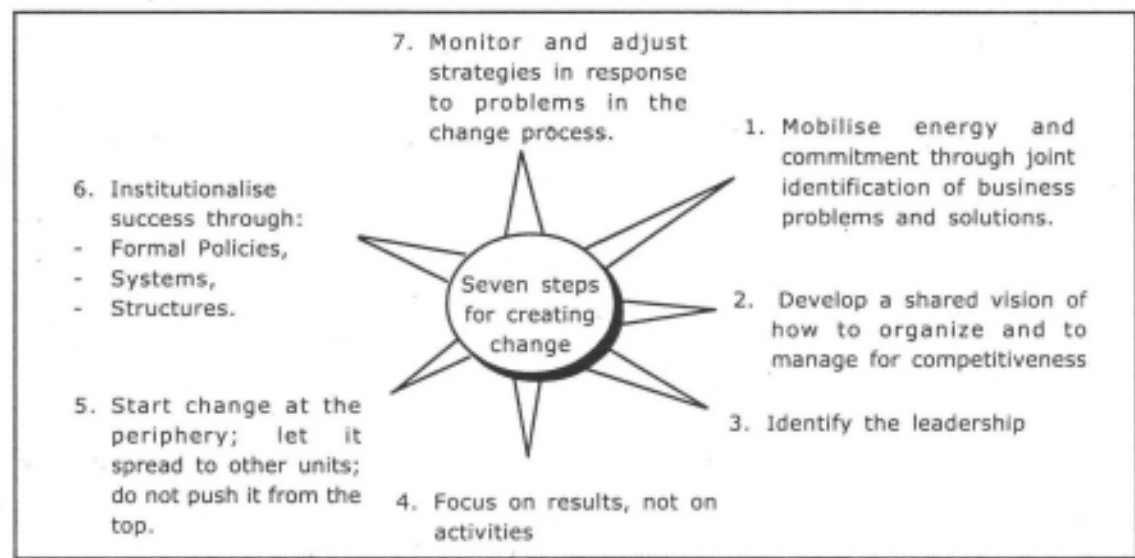 7. Monitor and adjust
strategies in response
to problems in the
change process.
1. Mobilise energy and
commitment through joint
identification of business
problems and solutions.
6. Institutionalise
success through:
- Formal Policies,
- Systems,
- Structures.
Seven steps
for creating
change
2. Develop a shared vision of
how to organize and to
manage for competitiveness
5. Start change at the
periphery; let it
spread to other units;
do not push it from the
top.
3. Identify the leadership
4. Focus on results, not on
activities